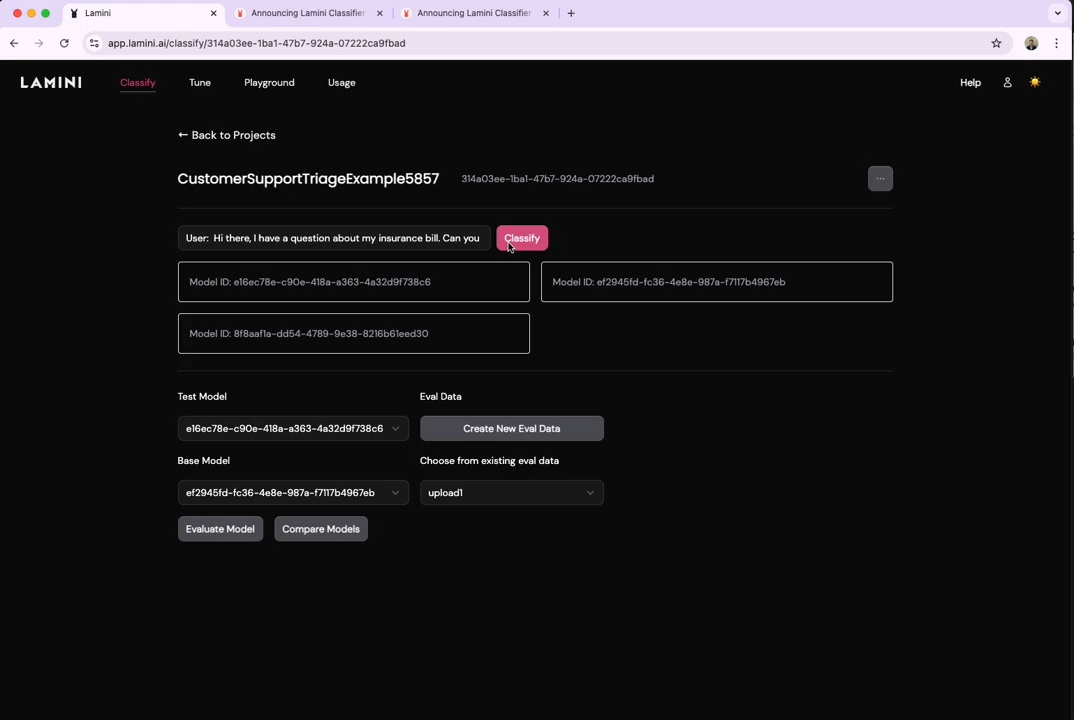 Lamini
Announcing Lamini Classifier
Announcing Lamini Classifier
app.lamini.ai/classify/314a03ee-1ba1-47b7-924a-07222ca9fbad
LAMINI
Classify
Tune
Playground
Usage
Help
← Back to Projects
CustomerSupportTriageExample5857
314a03ee-1ba1-47b7-924a-07222ca9fbad
...
User: Hi there, I have a question about my insurance bill. Can you
Classify
Model ID: e16ec78e-c90e-418a-a363-4a32d9f738c6
Model ID: ef2945fd-fc36-4e8e-987a-f7117b4967eb
Model ID: 8f8aaf1a-dd54-4789-9e38-8216b61eed30
Test Model
Eval Data
e16ec78e-c90e-418a-a363-4a32d9f738c6
Create New Eval Data
Base Model
Choose from existing eval data
ef2945fd-fc36-4e8e-987a-f7117b4967eb
upload1
Evaluate Model
Compare Models